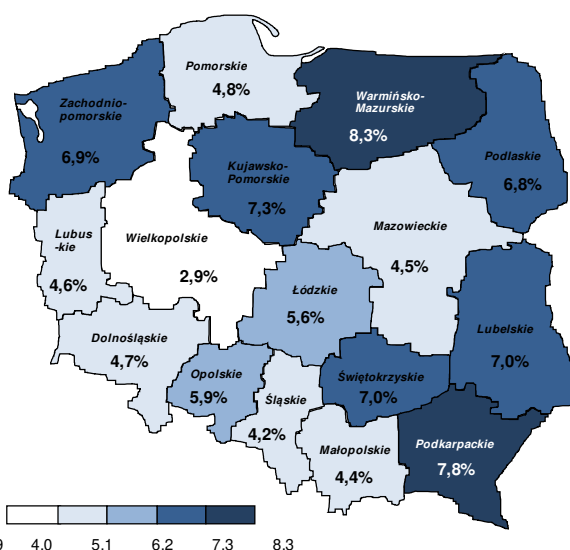 Pomorskie
4,8%
Warmińsko-
Mazurskie
8,3%
Zachodnio-
pomorskie
6,9%
Podlaskie
6,8%
Kujawsko-
Pomorskie
7,3%
Mazowieckie
4,5%
Lubus
-kie
4,6%
Wielkopolskie
2,9%
Łódzkie
5,6%
Lubelskie
7,0%
Dolnośląskie
4,7%
Opolskie
5,9%
Śląskie
4,2%
Świętokrzyskie
7,0%
Małopolskie
4,4%
Podkarpackie
7,8%
9 4.0 5.1 6.2 7.3 8.3